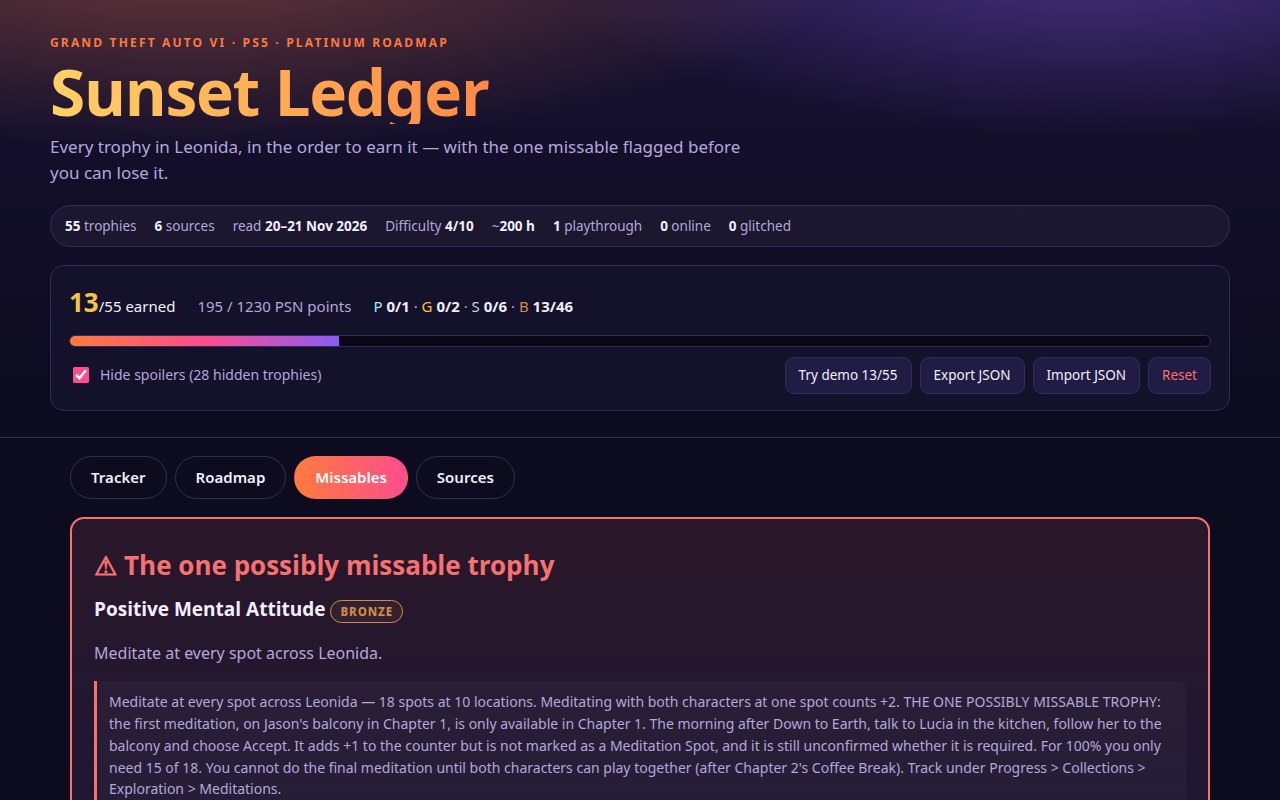 GRAND THEFT AUTO VI · PS5 · PLATINUM ROADMAP
Sunset Ledger
Every trophy in Leonida, in the order to earn it — with the one missable flagged before
you can lose it.
55 trophies 6 sources read 20–21 Nov 2026 Difficulty 4/10 ~200 h 1 playthrough 0 online 0 glitched
13/55 earned 195 / 1230 PSN points P 0/1 · G 0/2 · S 0/6 · B 13/46
Hide spoilers (28 hidden trophies) Try demo 13/55 Export JSON Import JSON Reset
Tracker Roadmap Missables Sources
⚠ The one possibly missable trophy
Positive Mental Attitude BRONZE
Meditate at every spot across Leonida.
Meditate at every spot across Leonida — 18 spots at 10 locations. Meditating with both characters at one spot counts +2. THE ONE POSSIBLY MISSABLE TROPHY:
the first meditation, on Jason's balcony in Chapter 1, is only available in Chapter 1. The morning after Down to Earth, talk to Lucia in the kitchen, follow her to the
balcony and choose Accept. It adds +1 to the counter but is not marked as a Meditation Spot, and it is still unconfirmed whether it is required. For 100% you only
need 15 of 18. You cannot do the final meditation until both characters can play together (after Chapter 2's Coffee Break). Track under Progress > Collections >
Exploration > Meditations.